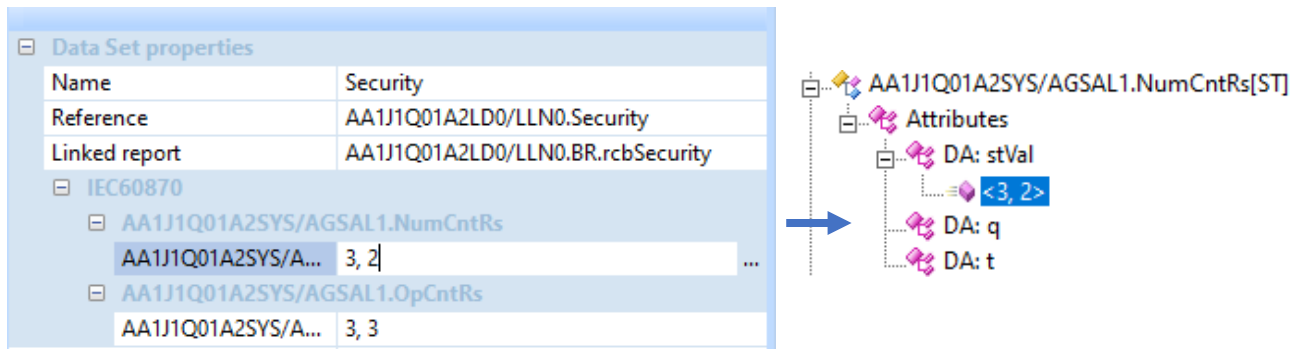 Data Set properties
Name Security
Reference AA1J1Q01A2LD0/LLN0.Security
Linked report AA1J1Q01A2LD0/LLN0.BR.rcbSecurity
IEC60870
AA1J1Q01A2SYS/AGSAL1.NumCntRs
AA1J1Q01A2SYS/A... 3, 2 ...
AA1J1Q01A2SYS/AGSAL1.OpCntRs
AA1J1Q01A2SYS/A... 3, 3
AA1J1Q01A2SYS/AGSAL1.NumCntRs[ST]
Attributes
DA: stVal
<3, 2>
DA: q
DA: t